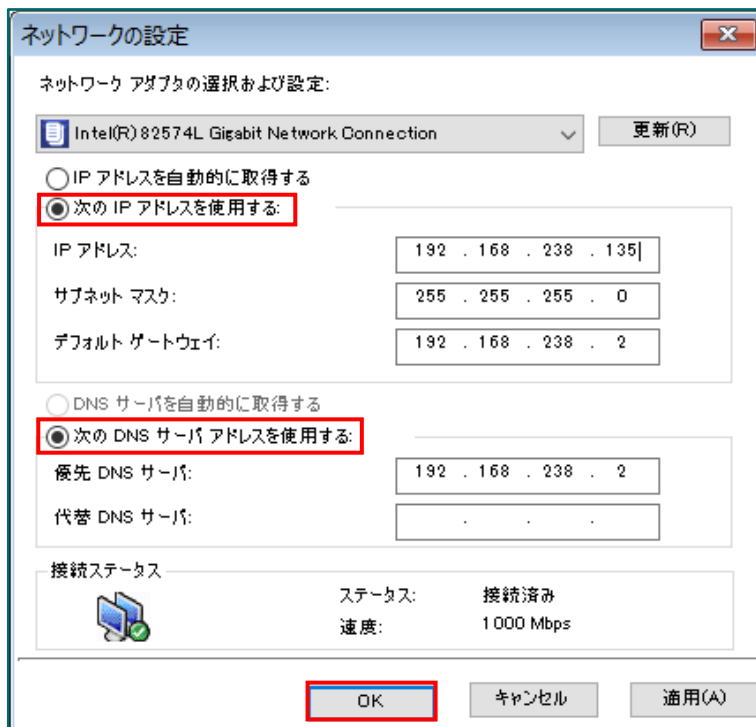 ネットワークの設定
ネットワーク アダプタの選択および設定:
Intel(R) 82574L Gigabit Network Connection 更新(R)
IP アドレスを自動的に取得する
次の IP アドレスを使用する:
IP アドレス: 192 . 168 . 238 . 135
サブネット マスク: 255 . 255 . 255 . 0
デフォルト ゲートウェイ: 192 . 168 . 238 . 2
DNS サーバを自動的に取得する
次の DNS サーバ アドレスを使用する:
優先 DNS サーバ: 192 . 168 . 238 . 2
代替 DNS サーバ: . . .
接続ステータス
ステータス: 接続済み
速度: 1000 Mbps
OK キャンセル 適用(A)